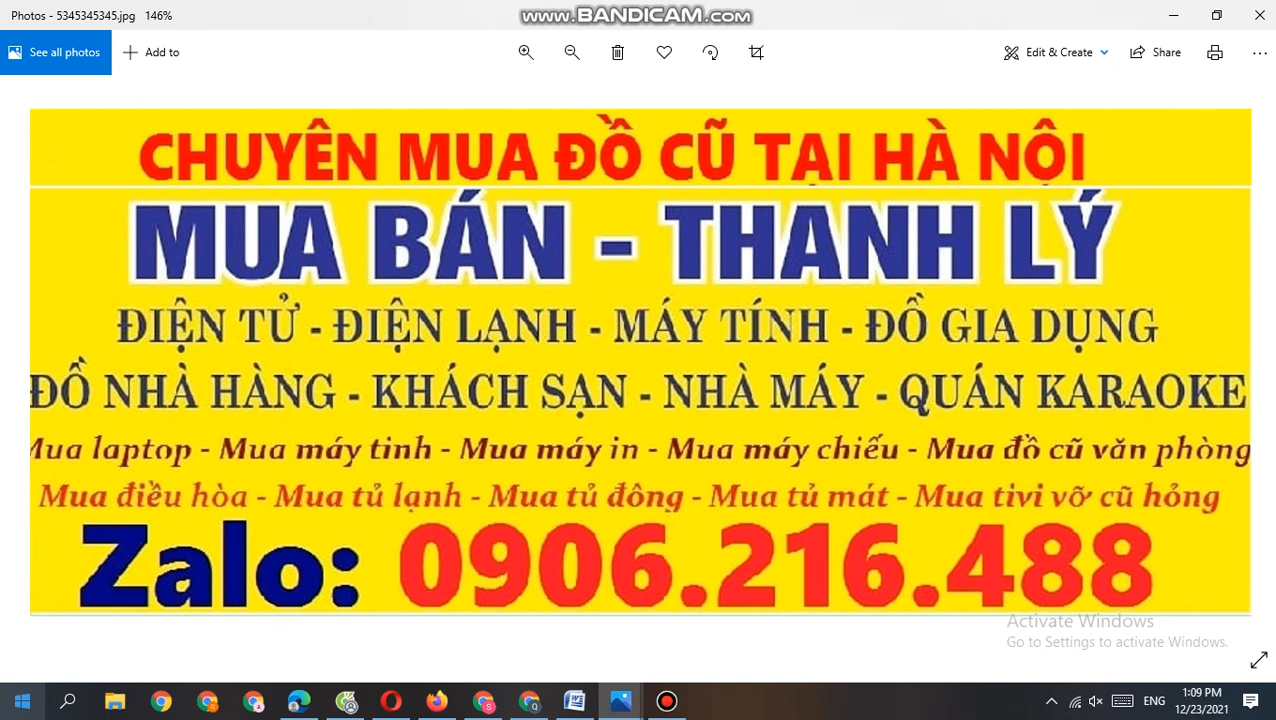 Photos - 5345345345.jpg 146%
www.BANDICAM.com
See all photos
Add to
Edit & Create
Share
CHUYÊN MUA ĐỒ CŨ TẠI HÀ NỘI
MUA BÁN - THANH LÝ
ĐIỆN TỬ - ĐIỆN LẠNH - MÁY TÍNH - ĐỒ GIA DỤNG
ĐỒ NHÀ HÀNG - KHÁCH SẠN - NHÀ MÁY - QUÁN KARAOKE
Mua laptop - Mua máy tinh - Mua máy in - Mua máy chiếu - Mua đồ cũ văn phòng
Mua điều hòa - Mua tủ lạnh - Mua tủ đông - Mua tủ mát - Mua tivi vỡ cũ hỏng
Zalo: 0906.216.488
Activate Windows
Go to Settings to activate Windows.
ENG
1:09 PM
12/23/2021